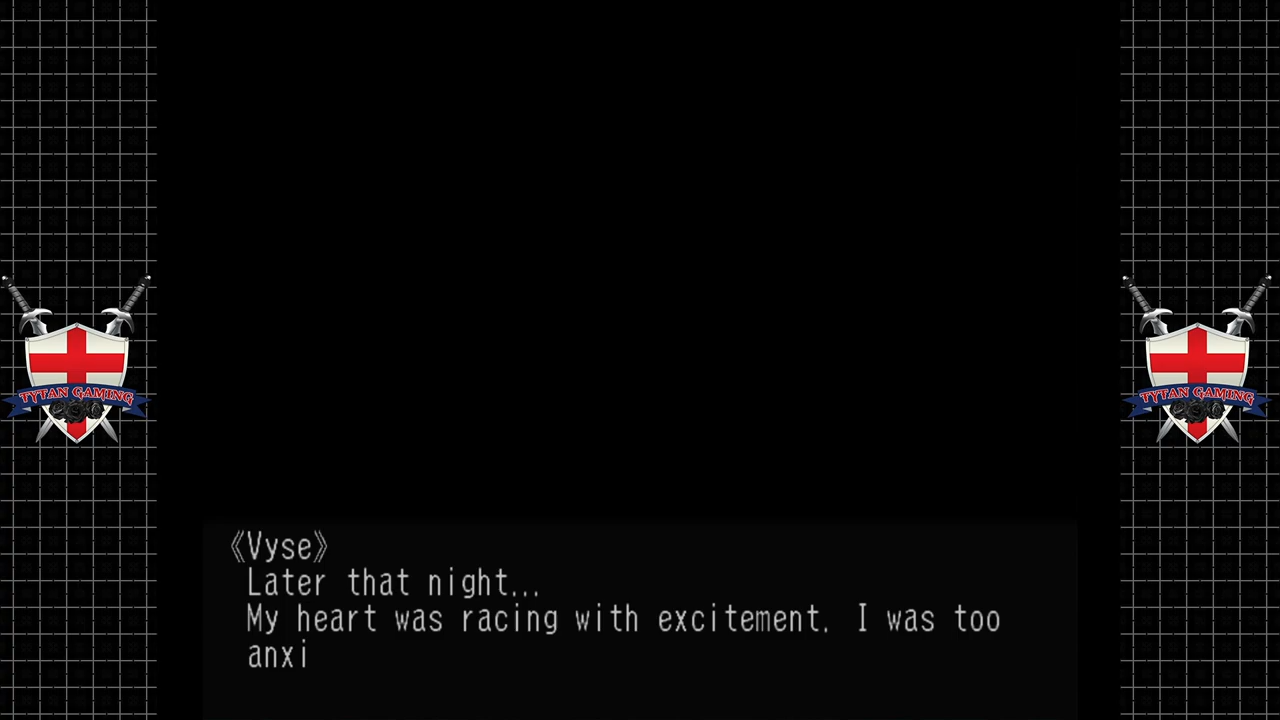 TYTAN GAMING
TYTAN GAMING
《Vyse》
Later that night...
My heart was racing with excitement. I was too
anxi